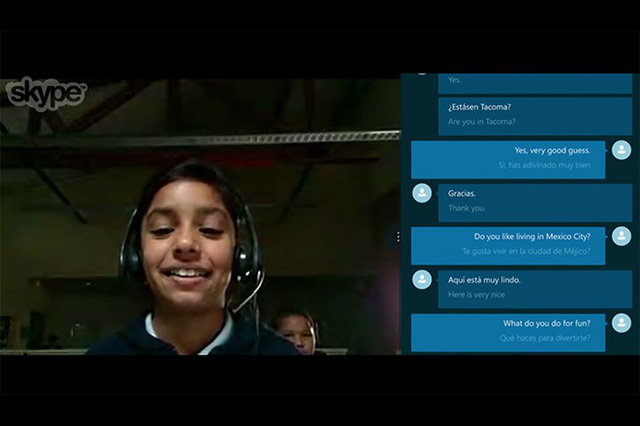 skype
Yes.
¿Estásen Tacoma?
Are you in Tacoma?
Yes, very good guess.
Si, has adivinado muy bien
Gracias.
Thank you.
Do you like living in Mexico City?
Te gusta vivir en la ciudad de Méjico?
Aquí está muy lindo.
Here is very nice
What do you do for fun?
Qué haces para divertirte?